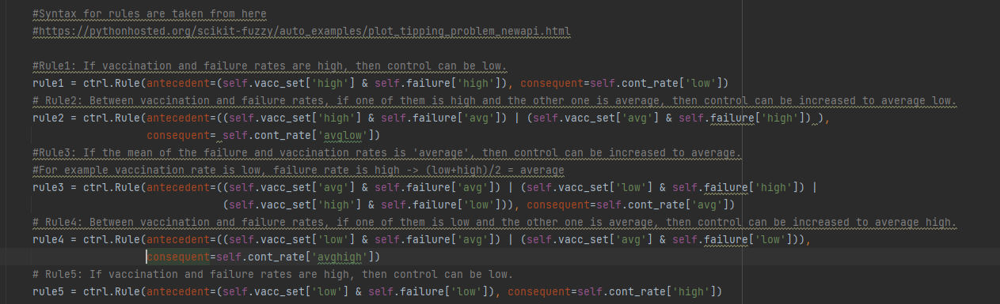 #Syntax for rules are taken from here
#https://pythonhosted.org/scikit-fuzzy/auto_examples/plot_tipping_problem_newapi.html
#Rule1: If vaccination and failure rates are high, then control can be low.
rule1 = ctrl.Rule(antecedent=(self.vacc_set['high'] & self.failure['high']), consequent=self.cont_rate['low'])
# Rule2: Between vaccination and failure rates, if one of them is high and the other one is average, then control can be increased to average low.
rule2 = ctrl.Rule(antecedent=((self.vacc_set['high'] & self.failure['avg']) | (self.vacc_set['avg'] & self.failure['high']) ),
consequent= self.cont_rate['avglow'])
#Rule3: If the mean of the failure and vaccination rates is 'average', then control can be increased to average.
#For example vaccination rate is low, failure rate is high -> (low+high)/2 = average
rule3 = ctrl.Rule(antecedent=((self.vacc_set['avg'] & self.failure['avg']) | (self.vacc_set['low'] & self.failure['high']) |
(self.vacc_set['high'] & self.failure['low'])), consequent=self.cont_rate['avg'])
# Rule4: Between vaccination and failure rates, if one of them is low and the other one is average, then control can be increased to average high.
rule4 = ctrl.Rule(antecedent=((self.vacc_set['low'] & self.failure['avg']) | (self.vacc_set['avg'] & self.failure['low'])),
consequent=self.cont_rate['avghigh'])
# Rule5: If vaccination and failure rates are high, then control can be low.
rule5 = ctrl.Rule(antecedent=(self.vacc_set['low'] & self.failure['low']), consequent=self.cont_rate['high'])